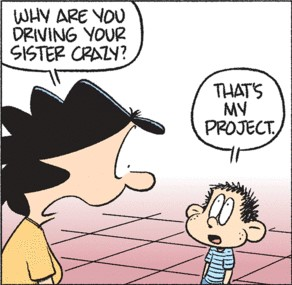 WHY ARE YOU
DRIVING YOUR
SISTER CRAZY?
THAT'S
MY
PROJECT.